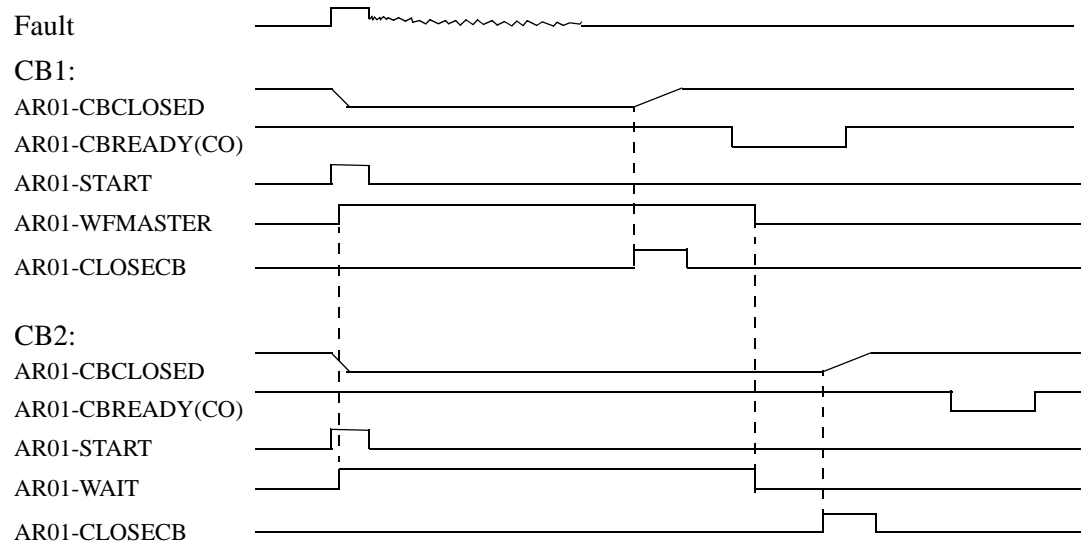 Fault
CB1:
AR01-CBCLOSED
AR01-CBREADY(CO)
AR01-START
AR01-WFMASTER
AR01-CLOSECB
CB2:
AR01-CBCLOSED
AR01-CBREADY(CO)
AR01-START
AR01-WAIT
AR01-CLOSECB